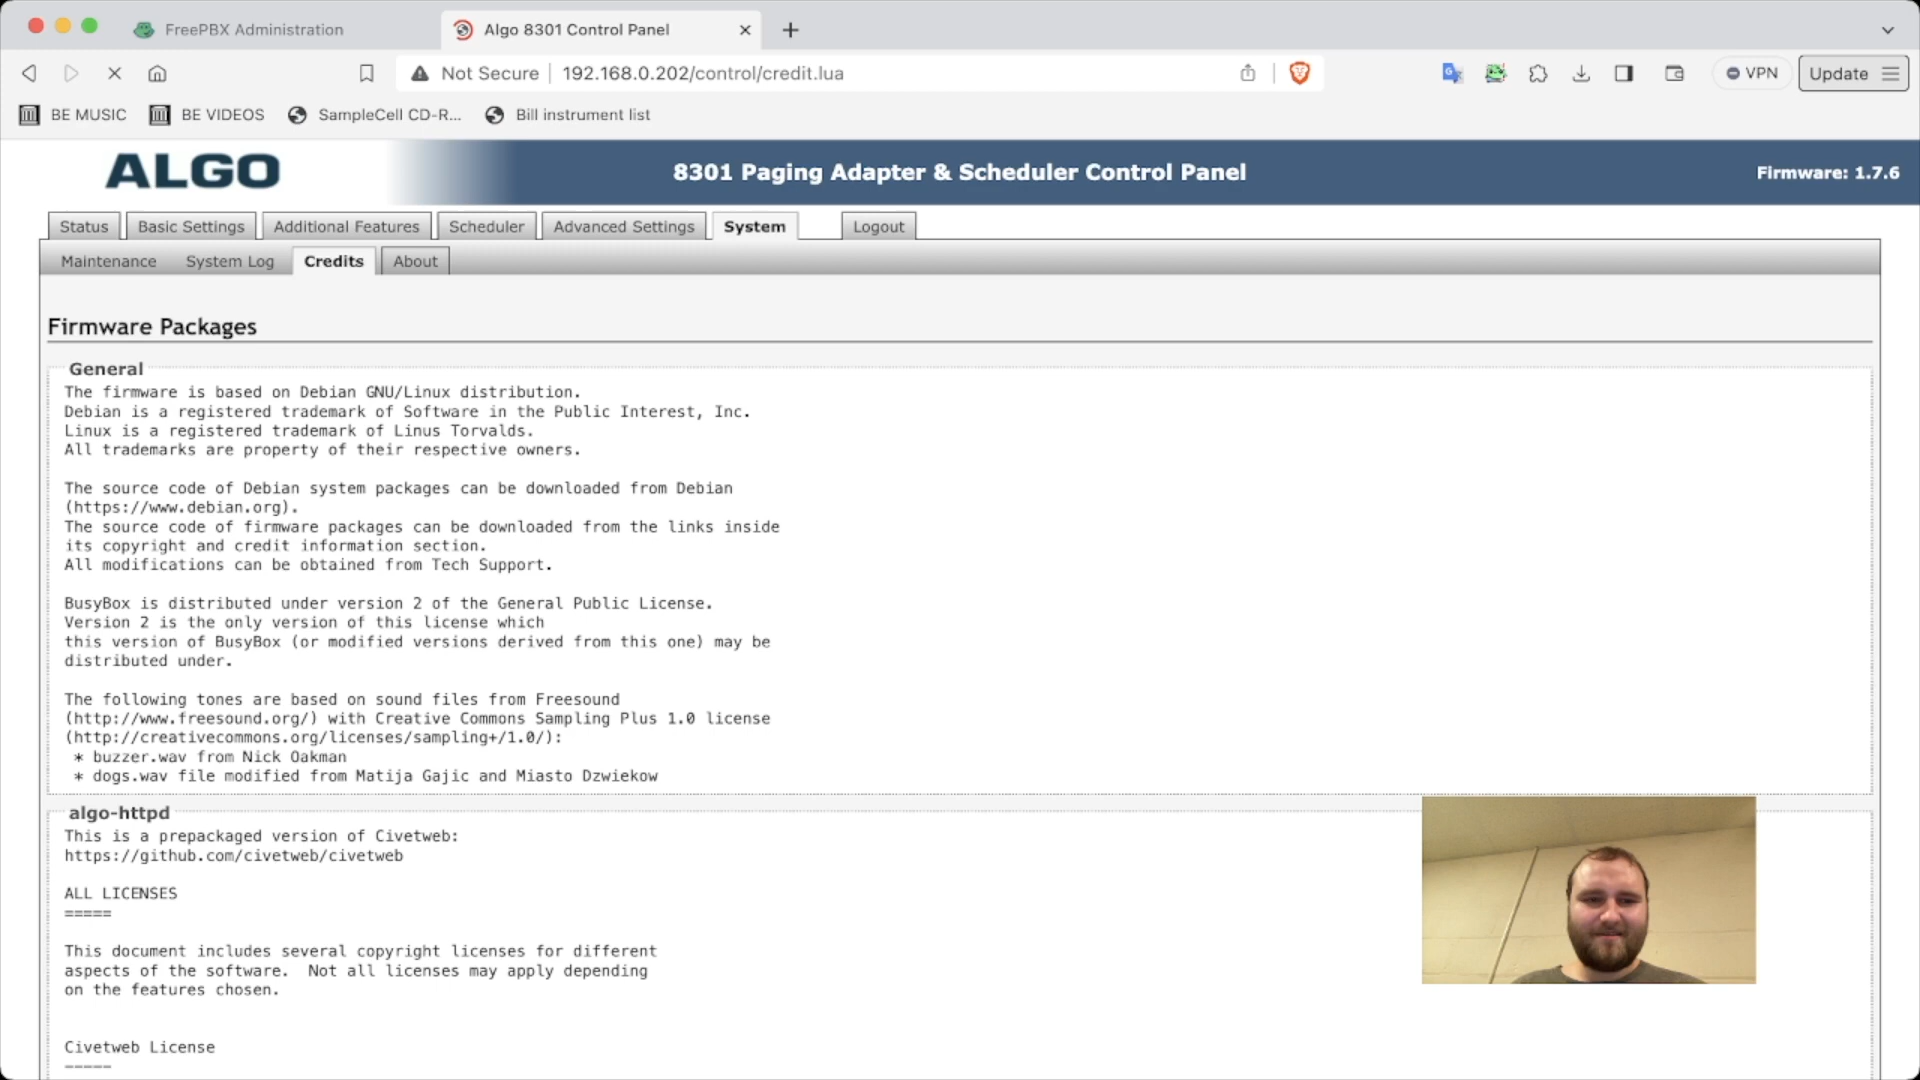 FreePBX Administration
Algo 8301 Control Panel
Not Secure
192.168.0.202/control/credit.lua
VPN
Update
BE MUSIC
BE VIDEOS
SampleCell CD-R...
Bill instrument list
ALGO
8301 Paging Adapter & Scheduler Control Panel
Firmware: 1.7.6
Status
Basic Settings
Additional Features
Scheduler
Advanced Settings
System
Logout
Maintenance
System Log
Credits
About
Firmware Packages
General
The firmware is based on Debian GNU/Linux distribution.
Debian is a registered trademark of Software in the Public Interest, Inc.
Linux is a registered trademark of Linus Torvalds.
All trademarks are property of their respective owners.
The source code of Debian system packages can be downloaded from Debian
(https://www.debian.org).
The source code of firmware packages can be downloaded from the links inside
its copyright and credit information section.
All modifications can be obtained from Tech Support.
BusyBox is distributed under version 2 of the General Public License.
Version 2 is the only version of this license which
this version of BusyBox (or modified versions derived from this one) may be
distributed under.
The following tones are based on sound files from Freesound
(http://www.freesound.org/) with Creative Commons Sampling Plus 1.0 license
(http://creativecommons.org/licenses/sampling+/1.0/):
* buzzer.wav from Nick Oakman
* dogs.wav file modified from Matija Gajic and Miasto Dzwiekow
algo-httpd
This is a prepackaged version of Civetweb:
https://github.com/civetweb/civetweb
ALL LICENSES
=====
This document includes several copyright licenses for different
aspects of the software.  Not all licenses may apply depending
on the features chosen.
Civetweb License
=====